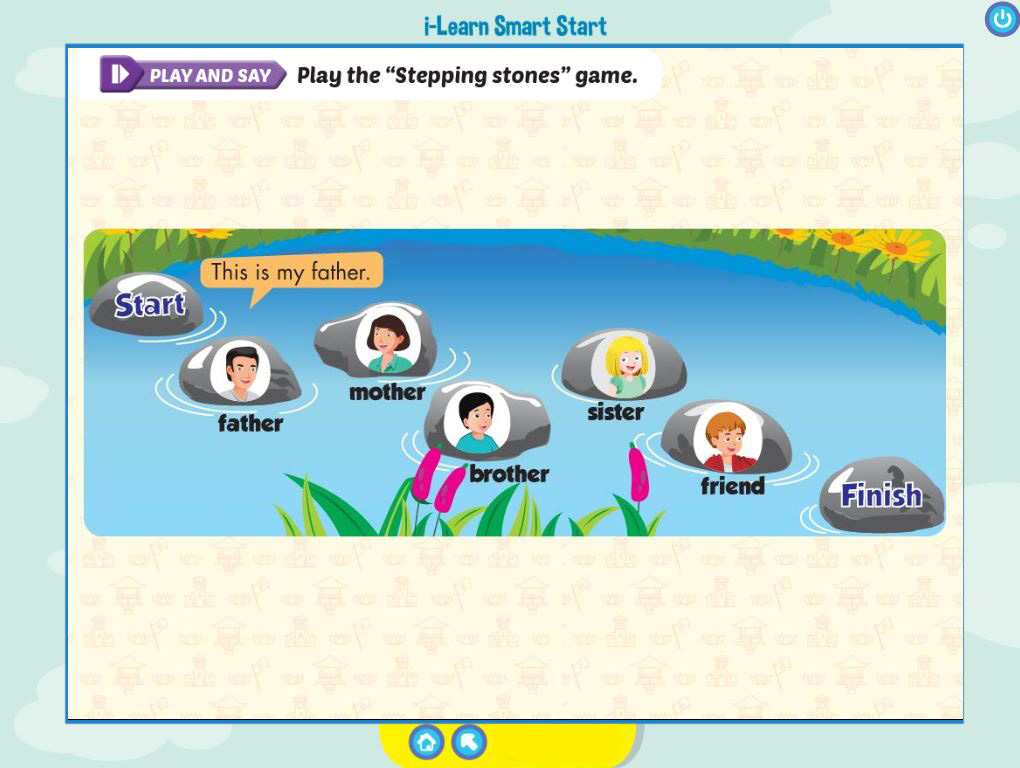 i-Learn Smart Start
PLAY AND SAY Play the “Stepping stones” game.
This is my father.
Start
father
mother
brother
sister
friend
Finish